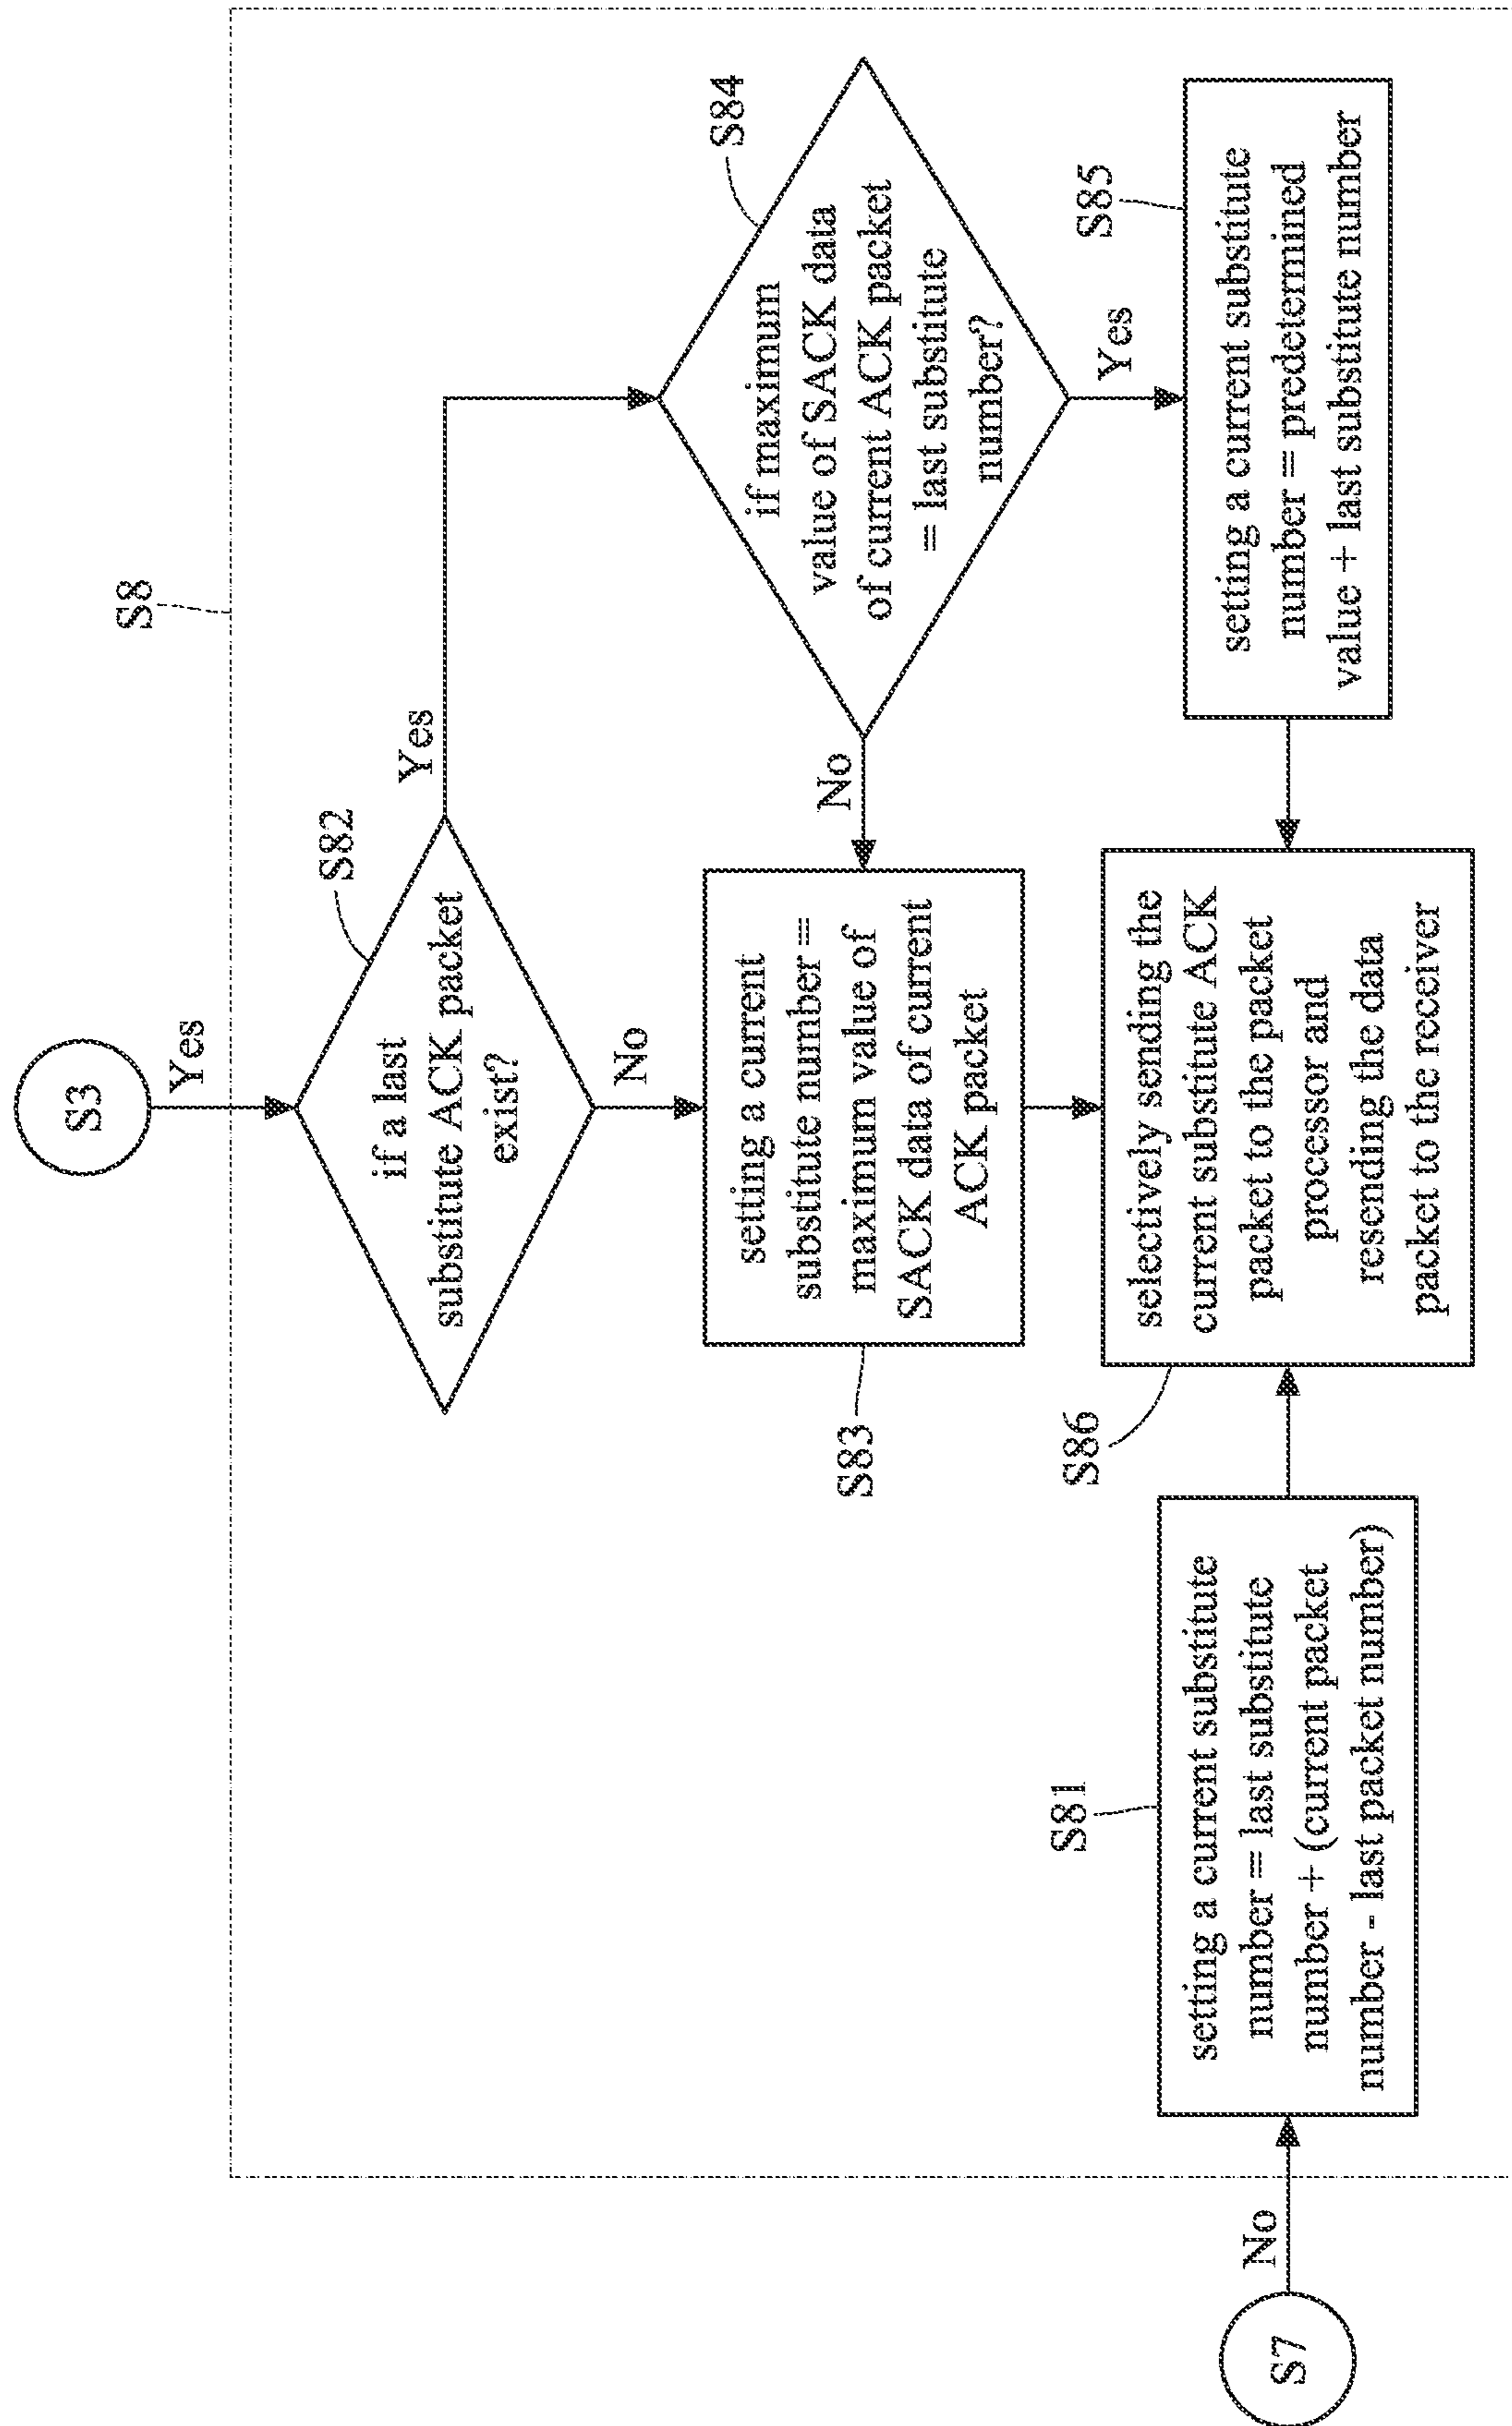 S3
Yes
S8
S82
if a last
substitute ACK packet
exist?
Yes
No
S84
if maximum
value of SACK data
of current ACK packet
= last substitute
number?
No
Yes
S83
setting a current
substitute number =
maximum value of
SACK data of current
ACK packet
S85
setting a current substitute
number = predetermined
value + last substitute number
S7
No
S81
setting a current substitute
number = last substitute
number + (current packet
number - last packet number)
S86
selectively sending the
current substitute ACK
packet to the packet
processor and
resending the data
packet to the receiver